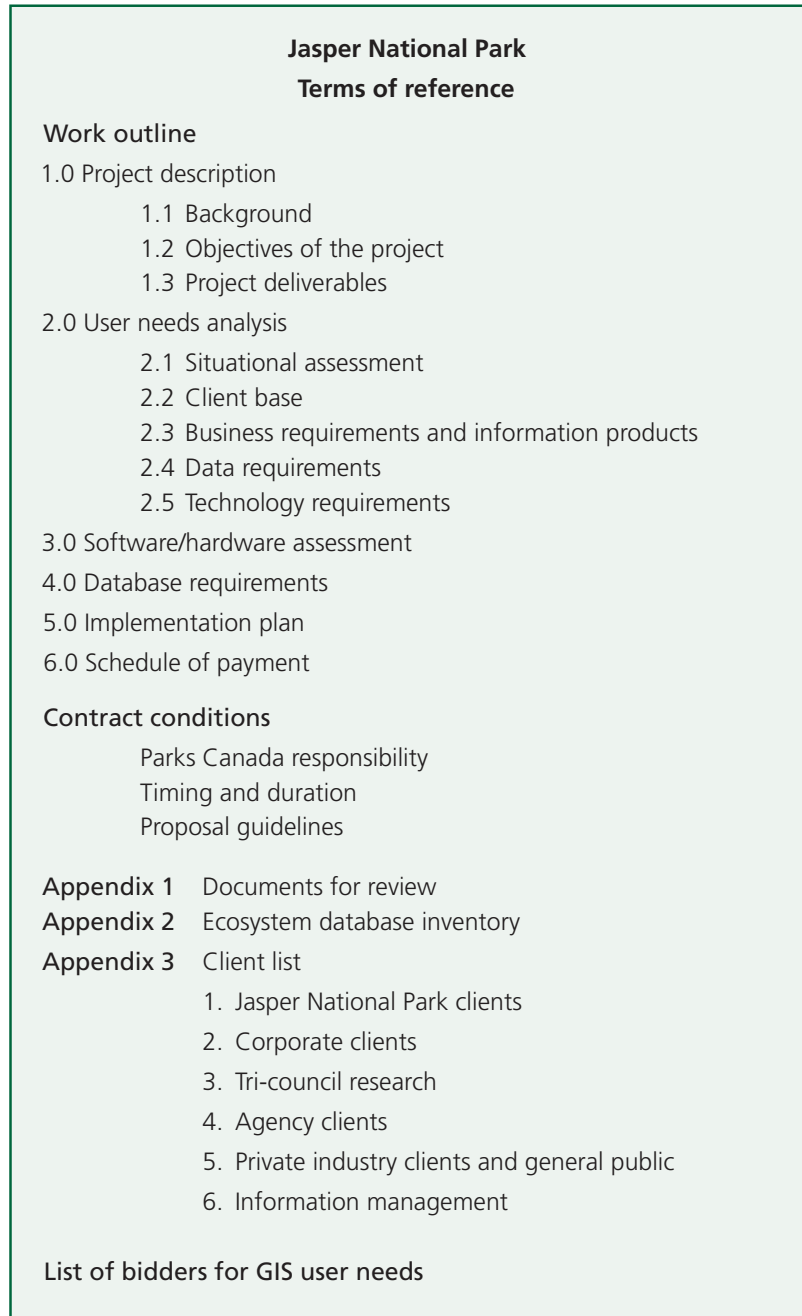 Jasper National Park
Terms of reference
Work outline
1.0 Project description
1.1 Background
1.2 Objectives of the project
1.3 Project deliverables
2.0 User needs analysis
2.1 Situational assessment
2.2 Client base
2.3 Business requirements and information products
2.4 Data requirements
2.5 Technology requirements
3.0 Software/hardware assessment
4.0 Database requirements
5.0 Implementation plan
6.0 Schedule of payment
Contract conditions
Parks Canada responsibility
Timing and duration
Proposal guidelines
Appendix 1 Documents for review
Appendix 2 Ecosystem database inventory
Appendix 3 Client list
1. Jasper National Park clients
2. Corporate clients
3. Tri-council research
4. Agency clients
5. Private industry clients and general public
6. Information management
List of bidders for GIS user needs